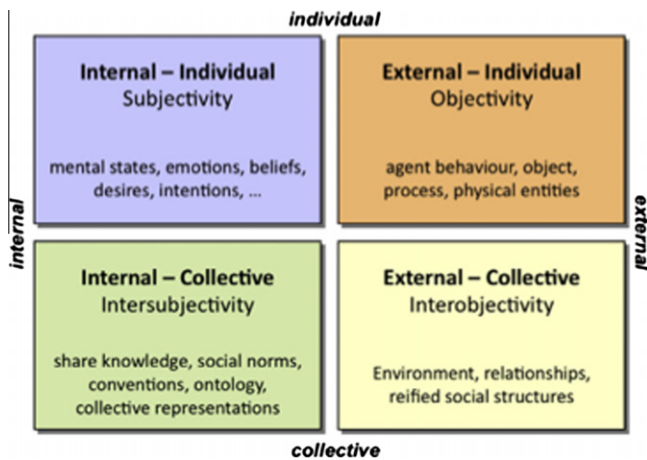 individual
Internal – Individual
Subjectivity
mental states, emotions, beliefs,
desires, intentions, ...
External – Individual
Objectivity
agent behaviour, object,
process, physical entities
internal
external
Internal – Collective
Intersubjectivity
share knowledge, social norms,
conventions, ontology,
collective representations
External – Collective
Interobjectivity
Environment, relationships,
reified social structures
collective